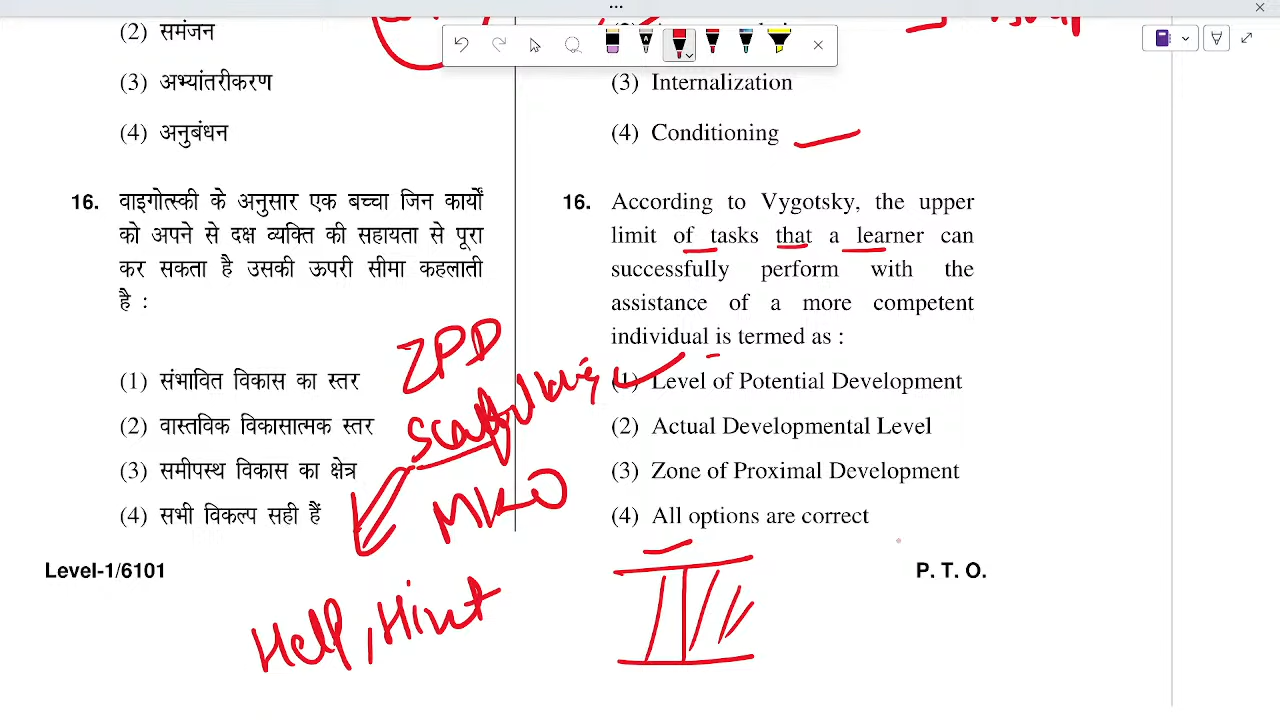 (2) समंजन
(3) अभ्यांतरीकरण
(4) अनुबंधन
16. वाइगोत्स्की के अनुसार एक बच्चा जिन कार्यों
को अपने से दक्ष व्यक्ति की सहायता से पूरा
कर सकता है उसकी ऊपरी सीमा कहलाती
है :
(1) संभावित विकास का स्तर
(2) वास्तविक विकासात्मक स्तर
(3) समीपस्थ विकास का क्षेत्र
(4) सभी विकल्प सही हैं
ZPD
MKO
Help, Hint
(3) Internalization
(4) Conditioning
16. According to Vygotsky, the upper
limit of tasks that a learner can
successfully perform with the
assistance of a more competent
individual is termed as :
(1) Level of Potential Development
(2) Actual Developmental Level
(3) Zone of Proximal Development
(4) All options are correct
Level-1/6101
P. T. O.